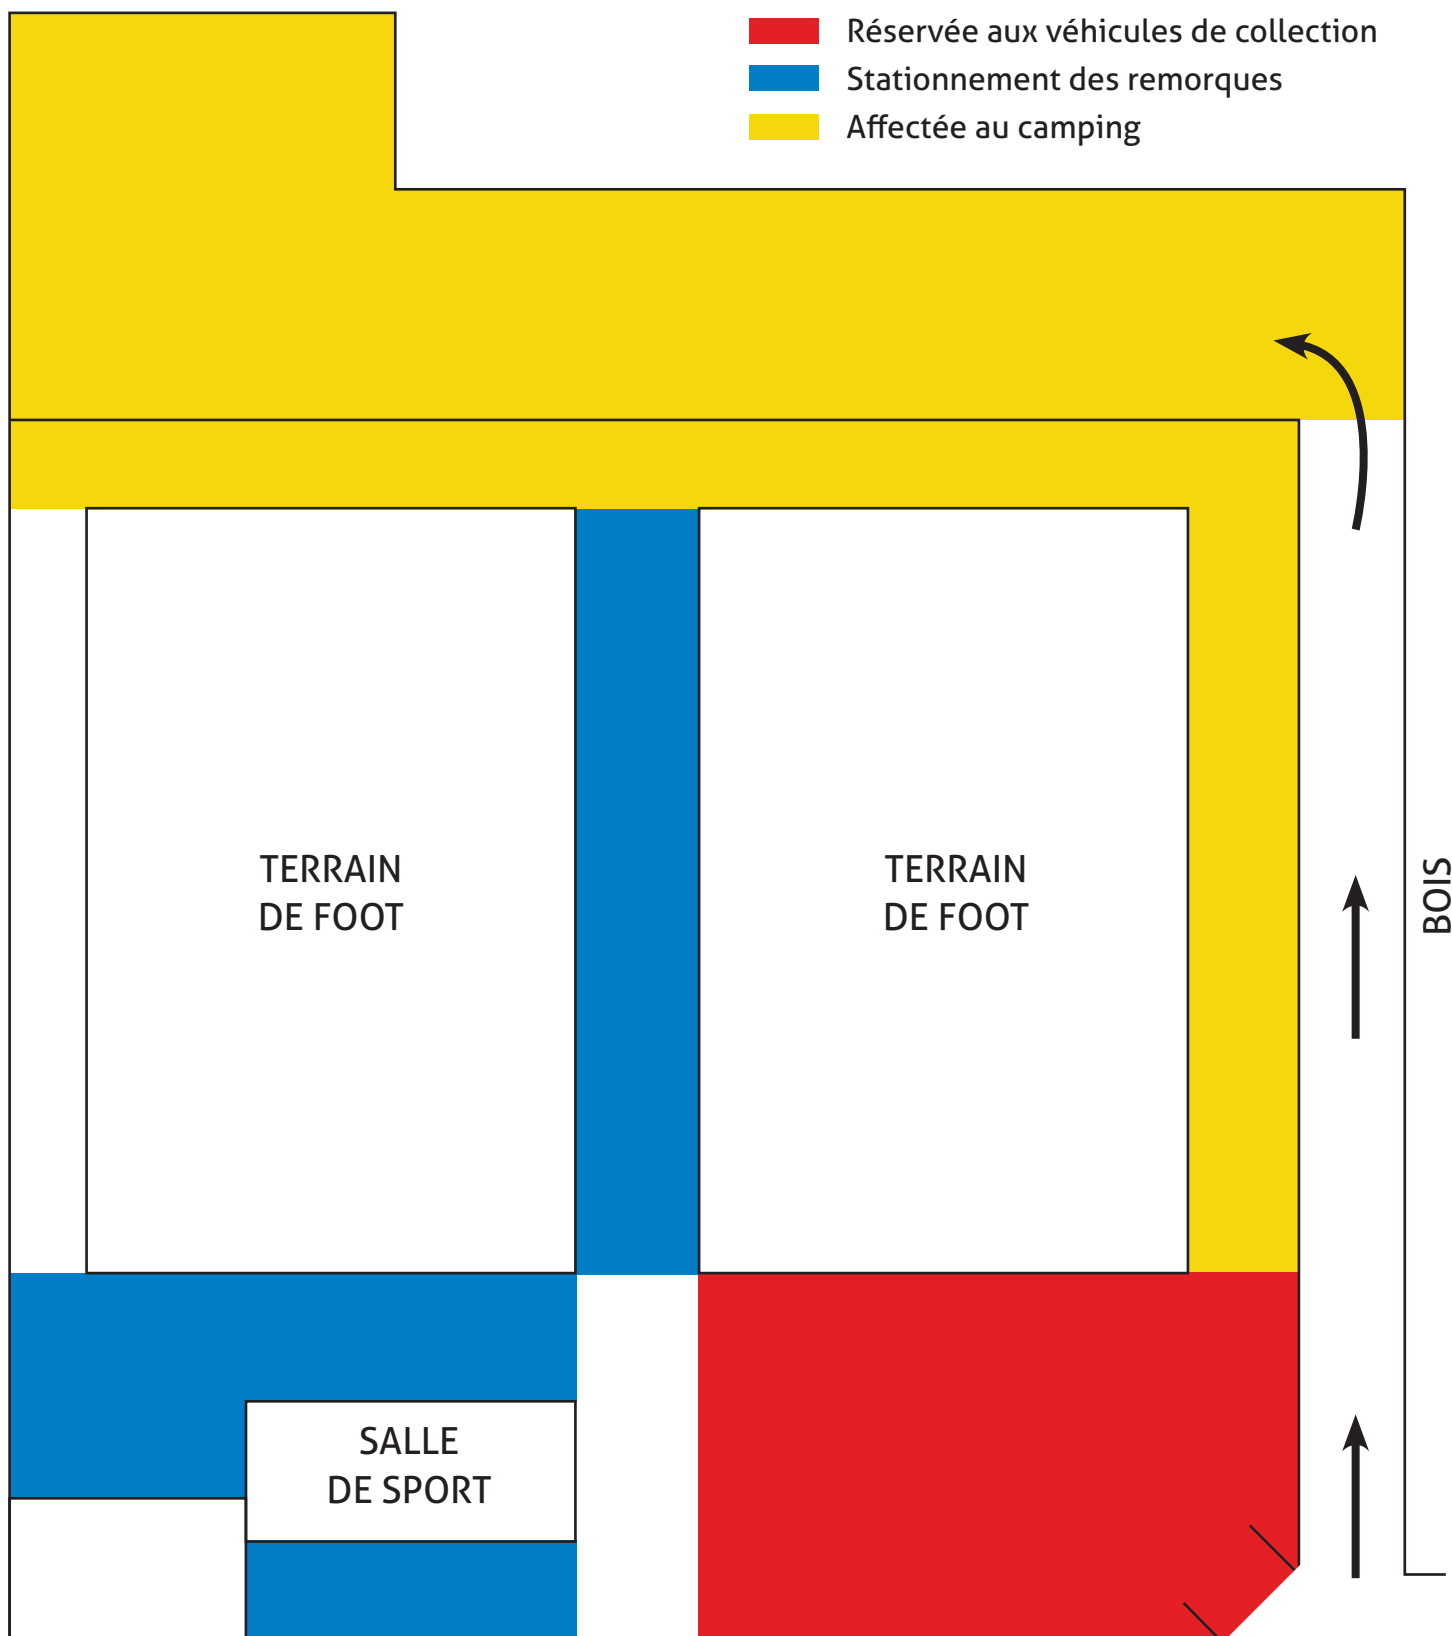 Réservée aux véhicules de collection
Stationnement des remorques
Affectée au camping
TERRAIN
DE FOOT
TERRAIN
DE FOOT
BOIS
SALLE
DE SPORT